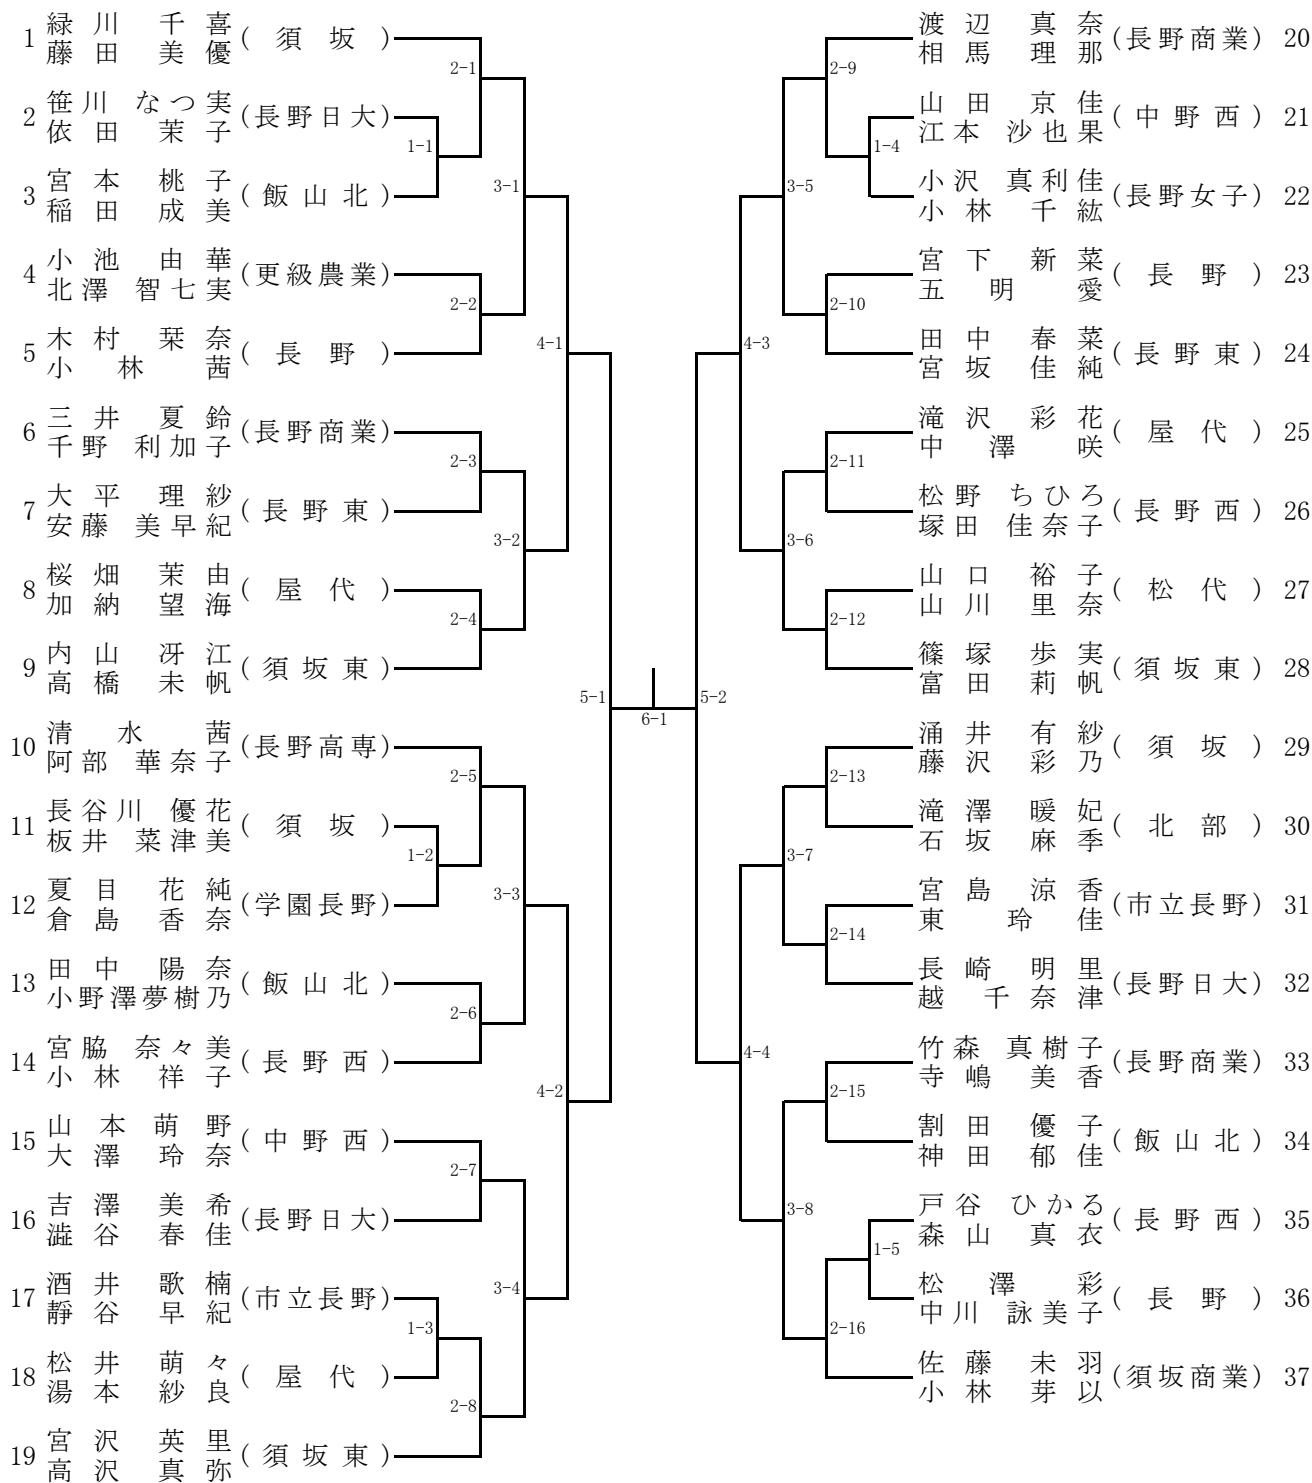 1 緑川 千喜 (須坂)
藤田 美優
2-1
2 笹川 なつ実 (長野日大)
依田 茉子
1-1
3 宮本 桃子 (飯山北)
稲田 成美
3-1
4 小池 由華 (更級農業)
北澤 智七実
2-2
5 木村 栞奈 (長野)
小林 茜
4-1
6 三井 夏鈴 (長野商業)
千野 利加子
2-3
7 大平 理紗 (長野東)
安藤 美早紀
3-2
8 桜畑 茉由 (屋代)
加納 望海
2-4
9 内山 冴江 (須坂東)
高橋 未帆
5-1
6-1
10 清水 茜 (長野高専)
阿部 華奈子
2-5
11 長谷川 優花 (須坂)
板井 菜津美
1-2
12 夏目 花純 (学園長野)
倉島 香奈
3-3
13 田中 陽奈 (飯山北)
小野澤夢樹乃
2-6
14 宮脇 奈々美 (長野西)
小林 祥子
4-2
15 山本 萌野 (中野西)
大澤 玲奈
2-7
16 吉澤 美希 (長野日大)
澁谷 春佳
3-4
17 酒井 歌楠 (市立長野)
靜谷 早紀
1-3
18 松井 萌々 (屋代)
湯本 紗良
2-8
19 宮沢 英里 (須坂東)
高沢 真弥
渡辺 真奈 (長野商業) 20
相馬 理那
2-9
山田 京佳 (中野西) 21
江本 沙也果
1-4
小沢 真利佳 (長野女子) 22
小林 千紘
3-5
宮下 新菜 (長野) 23
五明 愛
2-10
田中 春菜 (長野東) 24
宮坂 佳純
4-3
滝沢 彩花 (屋代) 25
中澤 咲
2-11
松野 ちひろ (長野西) 26
塚田 佳奈子
3-6
山口 裕子 (松代) 27
山川 里奈
2-12
篠塚 歩実 (須坂東) 28
富田 莉帆
5-2
涌井 有紗 (須坂) 29
藤沢 彩乃
2-13
滝澤 暖妃 (北部) 30
石坂 麻季
3-7
宮島 涼香 (市立長野) 31
東 玲佳
2-14
長崎 明里 (長野日大) 32
越 千奈津
4-4
竹森 真樹子 (長野商業) 33
寺嶋 美香
2-15
割田 優子 (飯山北) 34
神田 郁佳
3-8
戸谷 ひかる (長野西) 35
森山 真衣
1-5
松澤 彩 (長野) 36
中川 詠美子
2-16
佐藤 未羽 (須坂商業) 37
小林 芽以